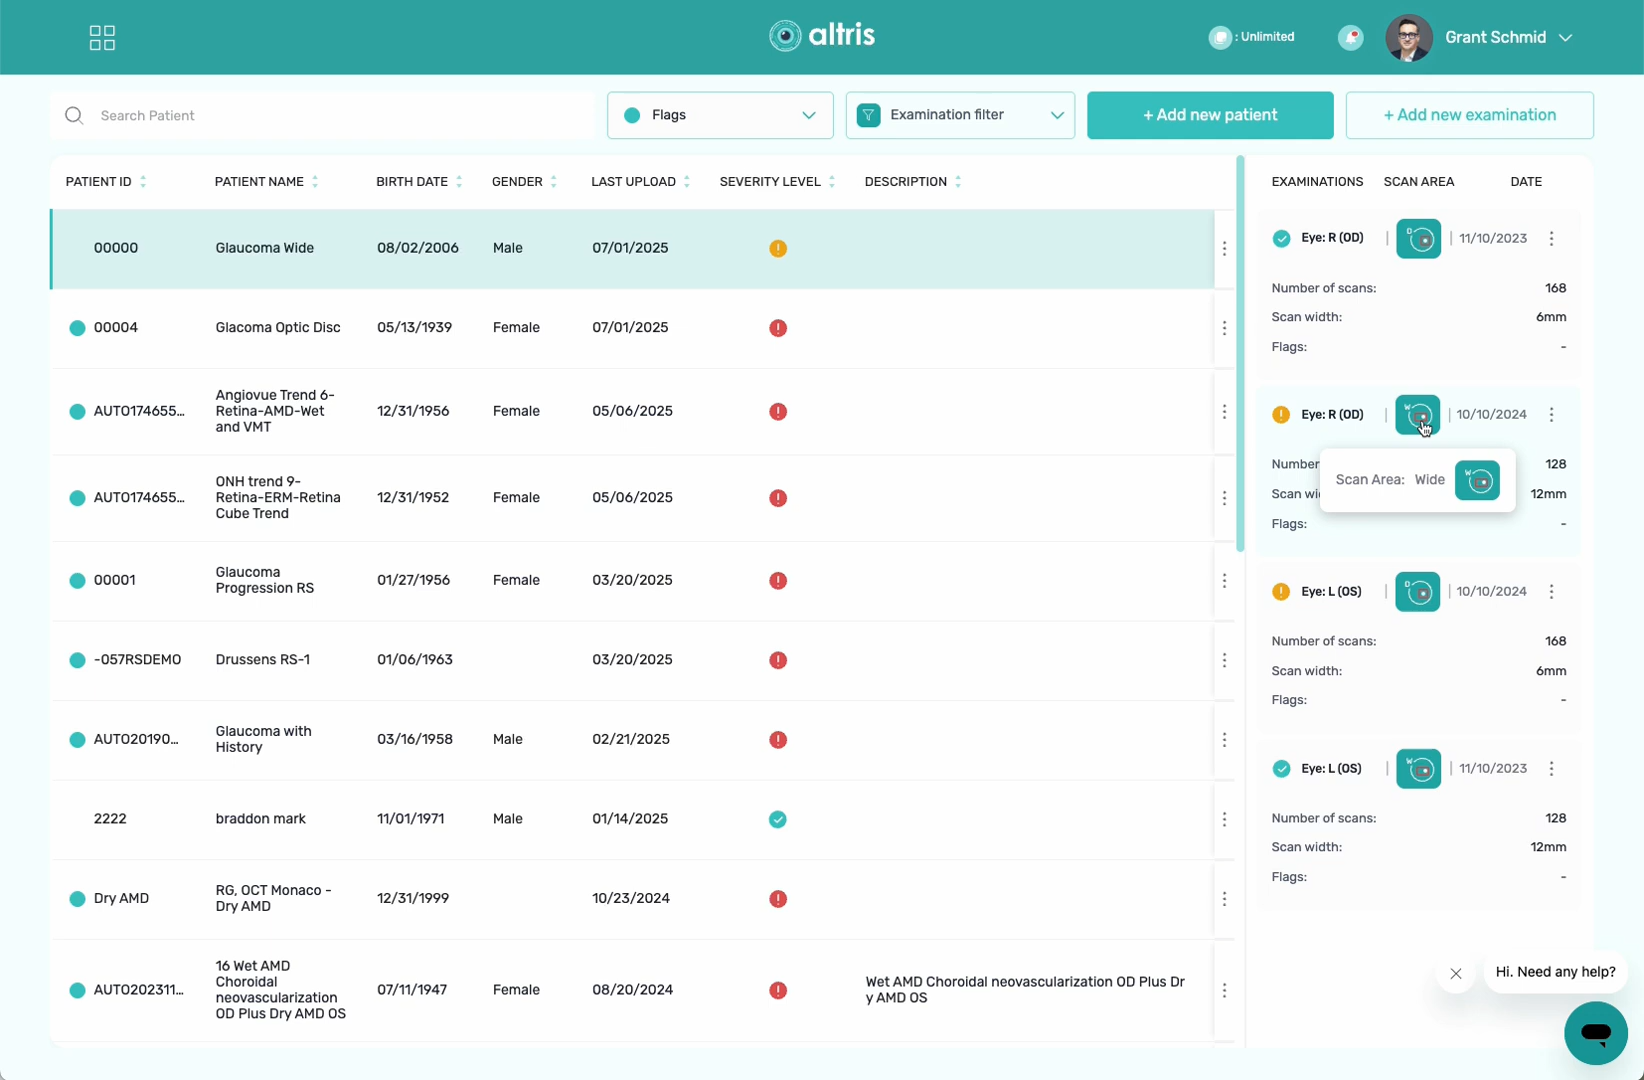 altris
: Unlimited
Grant Schmid
Search Patient
Flags
Examination filter
+ Add new patient
+ Add new examination
PATIENT ID
PATIENT NAME
BIRTH DATE
GENDER
LAST UPLOAD
SEVERITY LEVEL
DESCRIPTION
00000
Glaucoma Wide
08/02/2006
Male
07/01/2025
00004
Glacoma Optic Disc
05/13/1939
Female
07/01/2025
AUTO174655...
Angiovue Trend 6-
Retina-AMD-Wet
and VMT
12/31/1956
Female
05/06/2025
AUTO174655...
ONH trend 9-
Retina-ERM-Retina
Cube Trend
12/31/1952
Female
05/06/2025
00001
Glaucoma
Progression RS
01/27/1956
Female
03/20/2025
-057RSDEMO
Drussens RS-1
01/06/1963
03/20/2025
AUTO20190...
Glaucoma with
History
03/16/1958
Male
02/21/2025
2222
braddon mark
11/01/1971
Male
01/14/2025
Dry AMD
RG, OCT Monaco -
Dry AMD
12/31/1999
10/23/2024
AUTO202311...
16 Wet AMD
Choroidal
neovascularization
OD Plus Dry AMD OS
07/11/1947
Female
08/20/2024
Wet AMD Choroidal neovascularization OD Plus Dr
y AMD OS
EXAMINATIONS
SCAN AREA
DATE
Eye: R (OD)
D
11/10/2023
Number of scans:
168
Scan width:
6mm
Flags:
-
Eye: R (OD)
W
10/10/2024
Number
128
Scan wi
12mm
Flags:
-
Scan Area: Wide
W
Eye: L (OS)
D
10/10/2024
Number of scans:
168
Scan width:
6mm
Flags:
-
Eye: L (OS)
W
11/10/2023
Number of scans:
128
Scan width:
12mm
Flags:
-
Hi. Need any help?